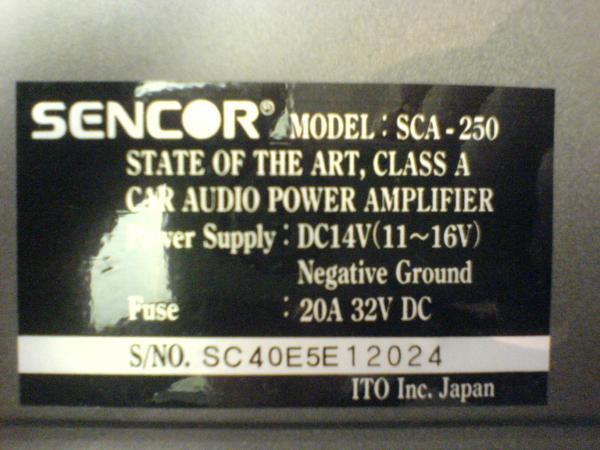 SENCOR® MODEL : SCA - 250
STATE OF THE ART, CLASS A
CAR AUDIO POWER AMPLIFIER
Power Supply : DC14V(11~16V)
Negative Ground
Fuse : 20A 32V DC
S/NO. SC40E5E12024
ITO Inc. Japan